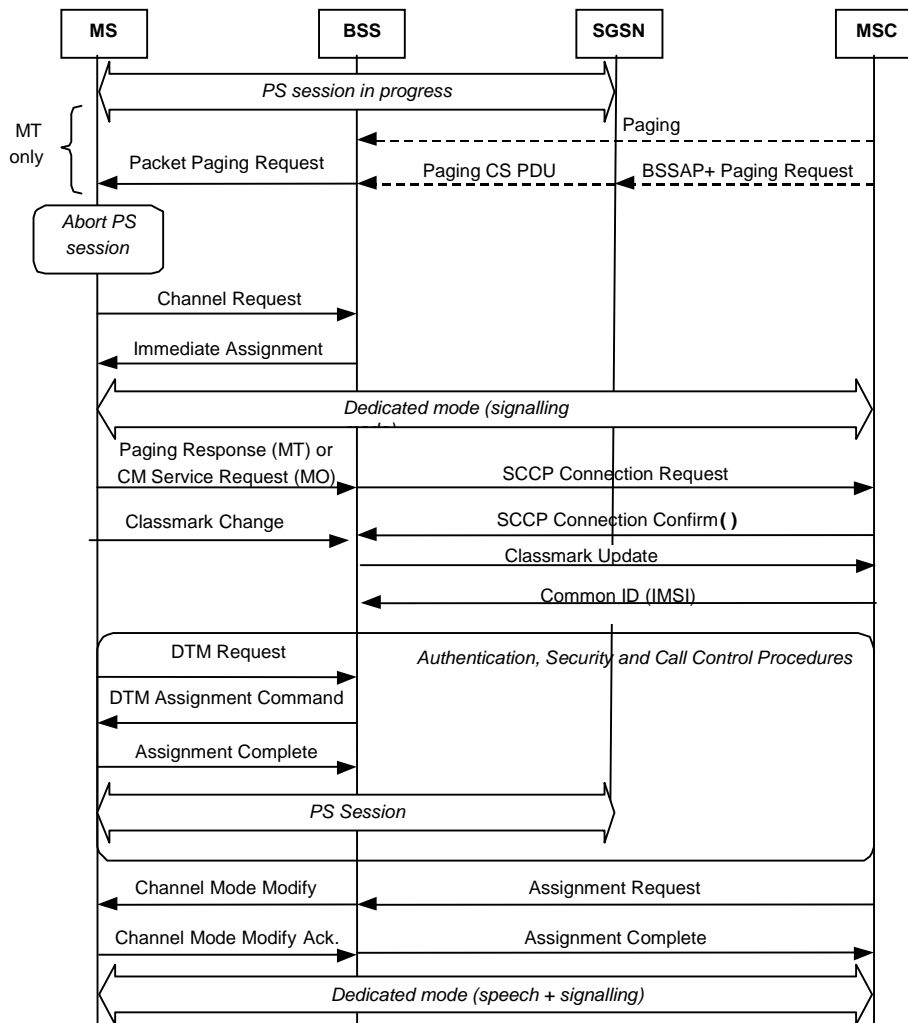 MS
BSS
SGSN
MSC
PS session in progress
MT
only
Paging
Packet Paging Request
Paging CS PDU
BSSAP+ Paging Request
Abort PS
session
Channel Request
Immediate Assignment
Dedicated mode (signalling
Paging Response (MT) or
CM Service Request (MO)
SCCP Connection Request
Classmark Change
SCCP Connection Confirm()
Classmark Update
Common ID (IMSI)
DTM Request
Authentication, Security and Call Control Procedures
DTM Assignment Command
Assignment Complete
PS Session
Channel Mode Modify
Assignment Request
Channel Mode Modify Ack.
Assignment Complete
Dedicated mode (speech + signalling)